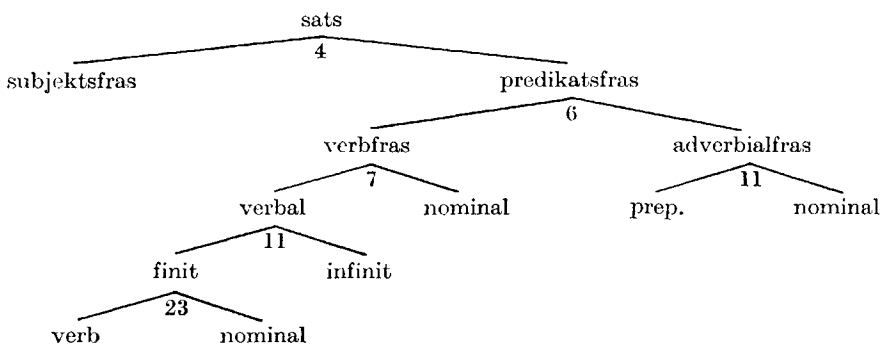 sats
4
subjektsfras predikatsfras
6
verbfras adverbialfras
7 11
verbal nominal prep. nominal
11
finit infinit
23
verb nominal